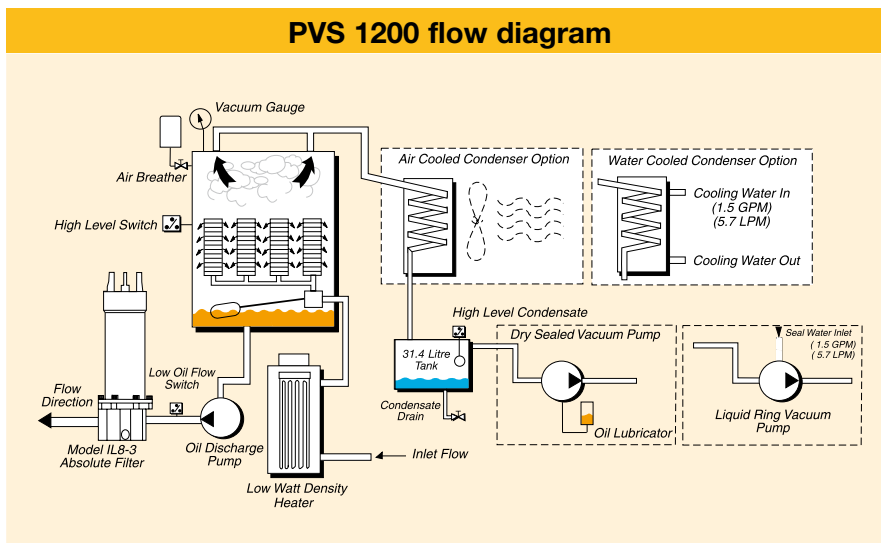 PVS 1200 flow diagram
Vacuum Gauge
Air Breather
High Level Switch
Air Cooled Condenser Option
Water Cooled Condenser Option
Cooling Water In
(1.5 GPM)
(5.7 LPM)
Cooling Water Out
High Level Condensate
31.4 Litre
Tank
Condensate
Drain
Dry Sealed Vacuum Pump
Oil Lubricator
Seal Water Inlet
( 1.5 GPM)
( 5.7 LPM)
Liquid Ring Vacuum
Pump
Low Oil Flow
Switch
Flow
Direction
Model IL8-3
Absolute Filter
Oil Discharge
Pump
Inlet Flow
Low Watt Density
Heater